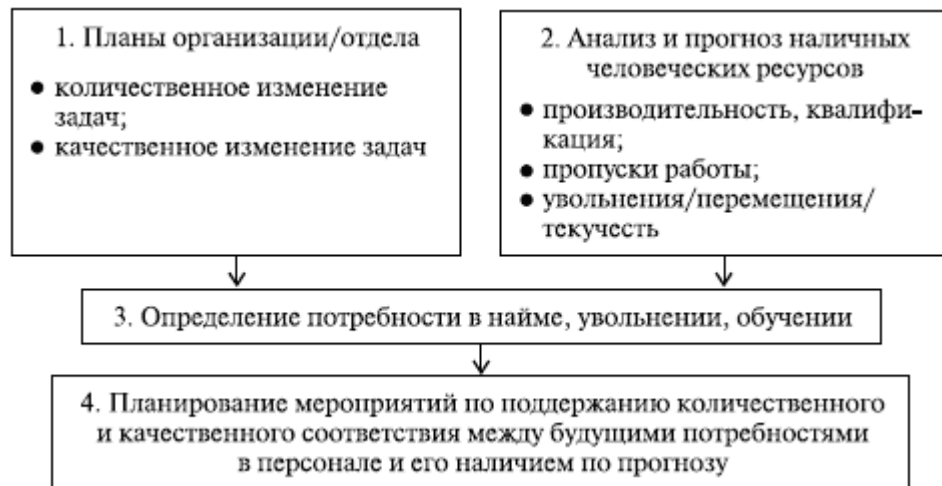 1. Планы организации/отдела
● количественное изменение
задач;
● качественное изменение задач
2. Анализ и прогноз наличных
человеческих ресурсов
● производительность, квалифи-
кация;
● пропуски работы;
● увольнения/перемещения/
текучесть
3. Определение потребности в найме, увольнении, обучении
4. Планирование мероприятий по поддержанию количественного
и качественного соответствия между будущими потребностями
в персонале и его наличием по прогнозу